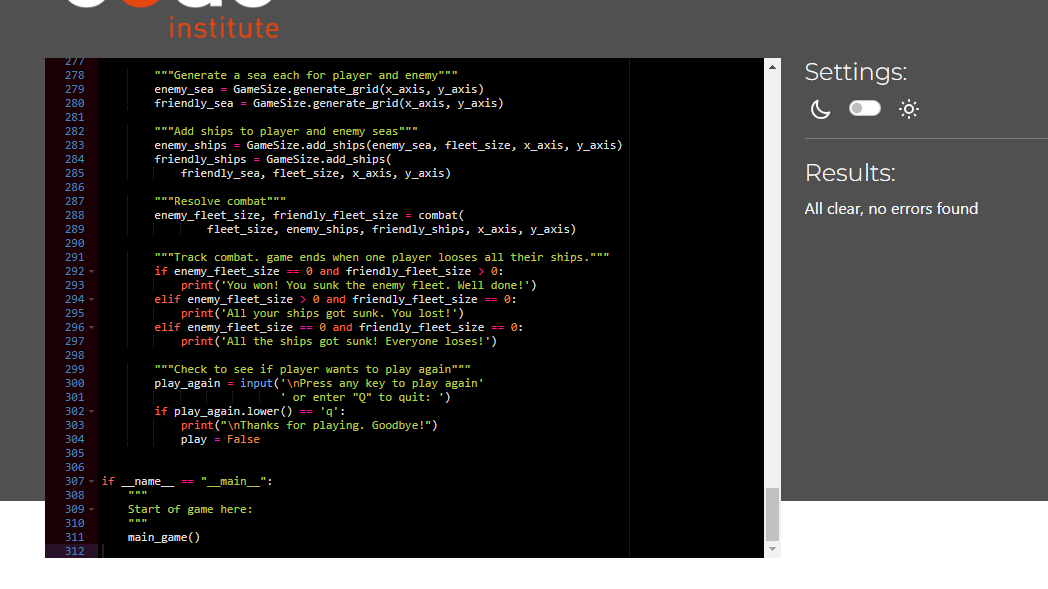 institute
277
278 """Generate a sea each for player and enemy"""
279 enemy_sea = GameSize.generate_grid(x_axis, y_axis)
280 friendly_sea = GameSize.generate_grid(x_axis, y_axis)
281
282 """Add ships to player and enemy seas"""
283 enemy_ships = GameSize.add_ships(enemy_sea, fleet_size, x_axis, y_axis)
284 friendly_ships = GameSize.add_ships(
285 friendly_sea, fleet_size, x_axis, y_axis)
286
287 """Resolve combat"""
288 enemy_fleet_size, friendly_fleet_size = combat(
289 fleet_size, enemy_ships, friendly_ships, x_axis, y_axis)
290
291 """Track combat. game ends when one player looses all their ships."""
292 if enemy_fleet_size == 0 and friendly_fleet_size > 0:
293 print('You won! You sunk the enemy fleet. Well done!')
294 elif enemy_fleet_size > 0 and friendly_fleet_size == 0:
295 print('All your ships got sunk. You lost!')
296 elif enemy_fleet_size == 0 and friendly_fleet_size == 0:
297 print('All the ships got sunk! Everyone loses!')
298
299 """Check to see if player wants to play again"""
300 play_again = input('\nPress any key to play again'
301 ' or enter "Q" to quit: ')
302 if play_again.lower() == 'q':
303 print("\nThanks for playing. Goodbye!")
304 play = False
305
306
307 if __name__ == "__main__":
308 """
309 Start of game here:
310 """
311 main_game()
312
Settings:
Results:
All clear, no errors found